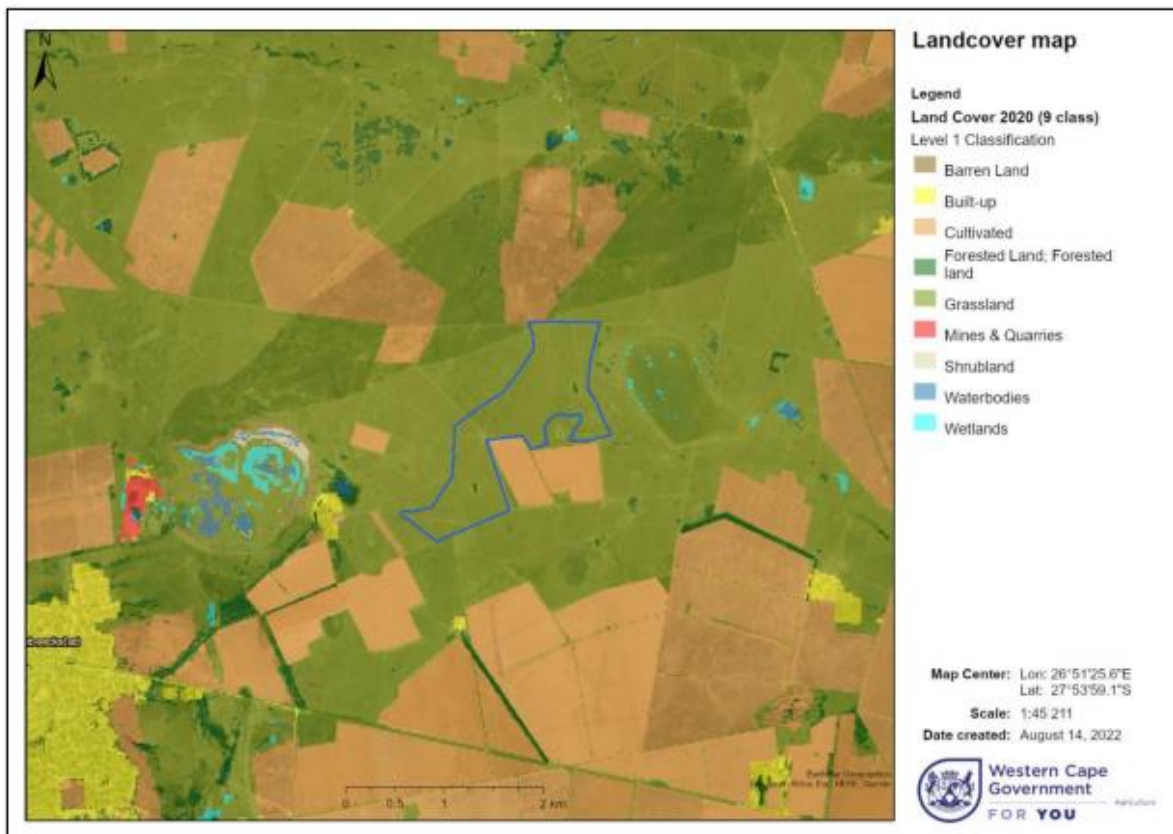 N
Landcover map
Legend
Land Cover 2020 (9 class)
Level 1 Classification
Barren Land
Built-up
Cultivated
Forested Land; Forested
land
Grassland
Mines & Quarries
Shrubland
Waterbodies
Wetlands
0 0.5 1 2 km
Map Center: Lon: 26°51'25.6"E
Lat: 27°53'59.1"S
Scale: 1:45 211
Date created: August 14, 2022
Western Cape
Government
Agriculture
FOR YOU